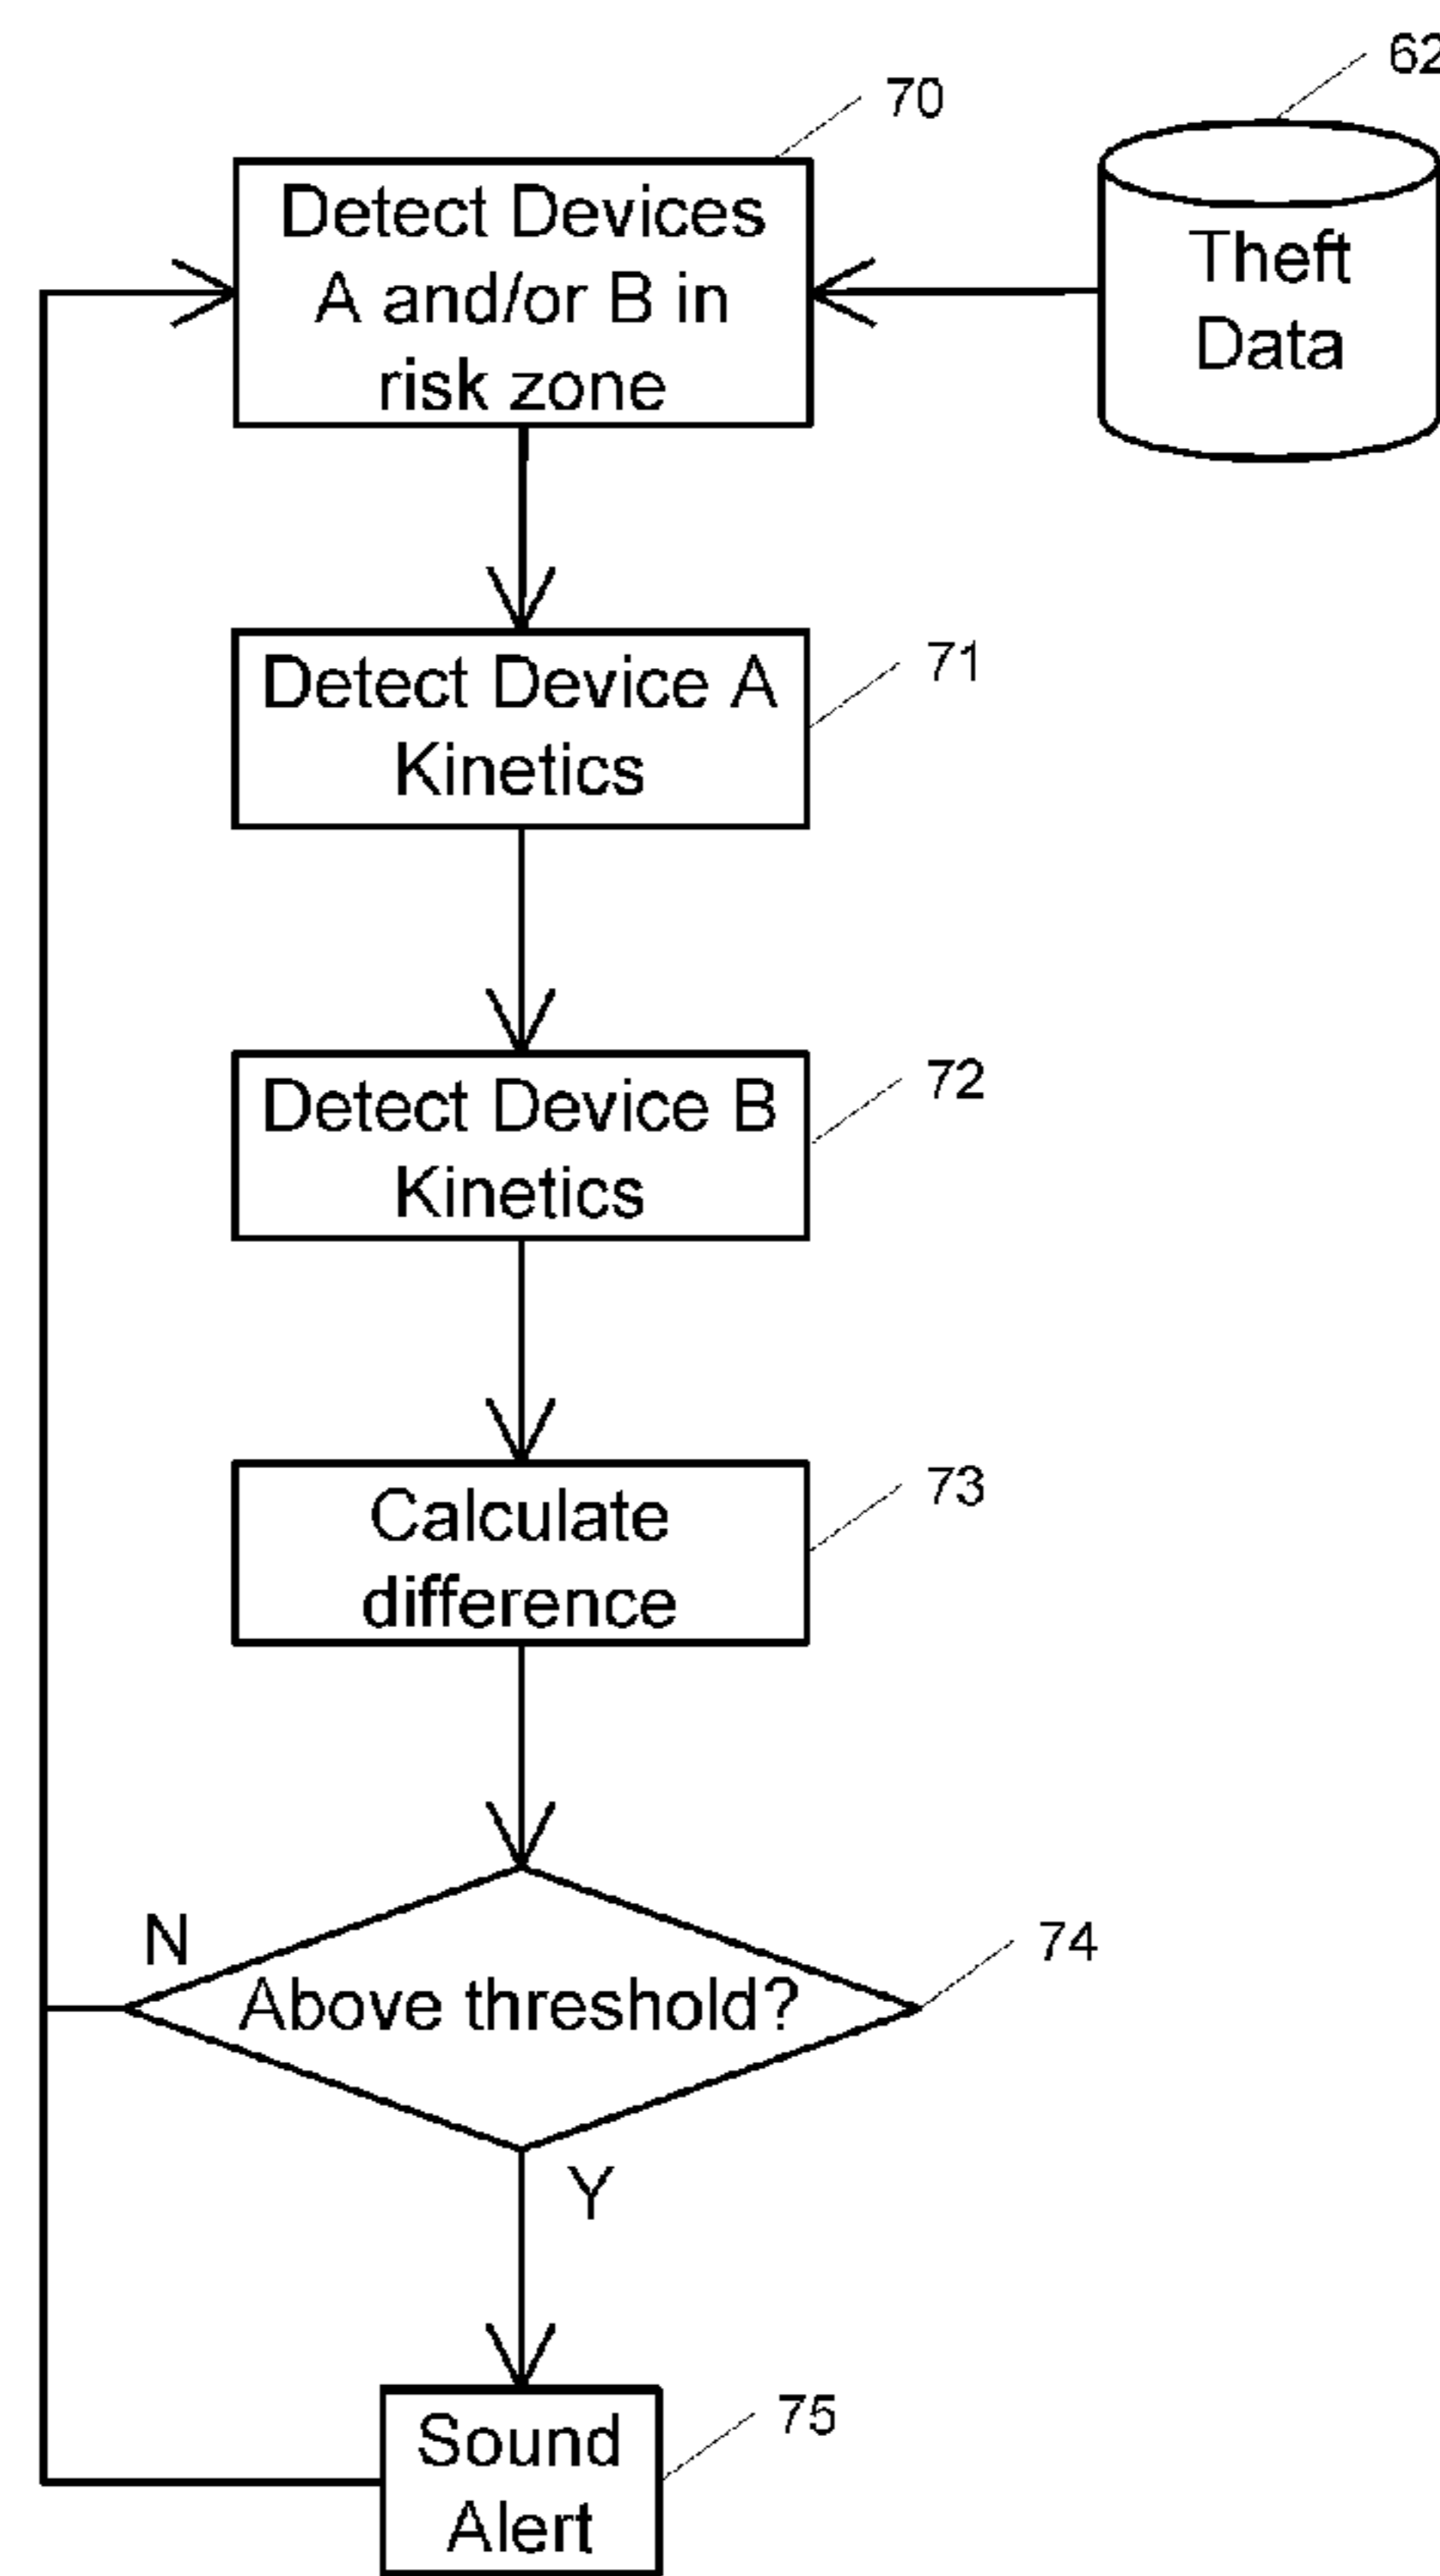 62
70
Detect Devices
A and/or B in
risk zone
Theft
Data
Detect Device A
Kinetics
71
Detect Device B
Kinetics
72
Calculate
difference
73
N
Above threshold?
74
Y
Sound
Alert
75